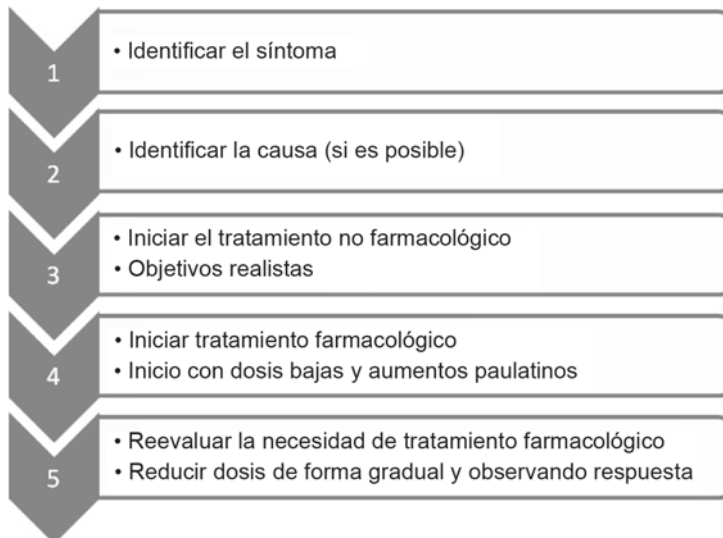 1
• Identificar el síntoma
2
• Identificar la causa (si es posible)
3
• Iniciar el tratamiento no farmacológico
• Objetivos realistas
4
• Iniciar tratamiento farmacológico
• Inicio con dosis bajas y aumentos paulatinos
5
• Reevaluar la necesidad de tratamiento farmacológico
• Reducir dosis de forma gradual y observando respuesta